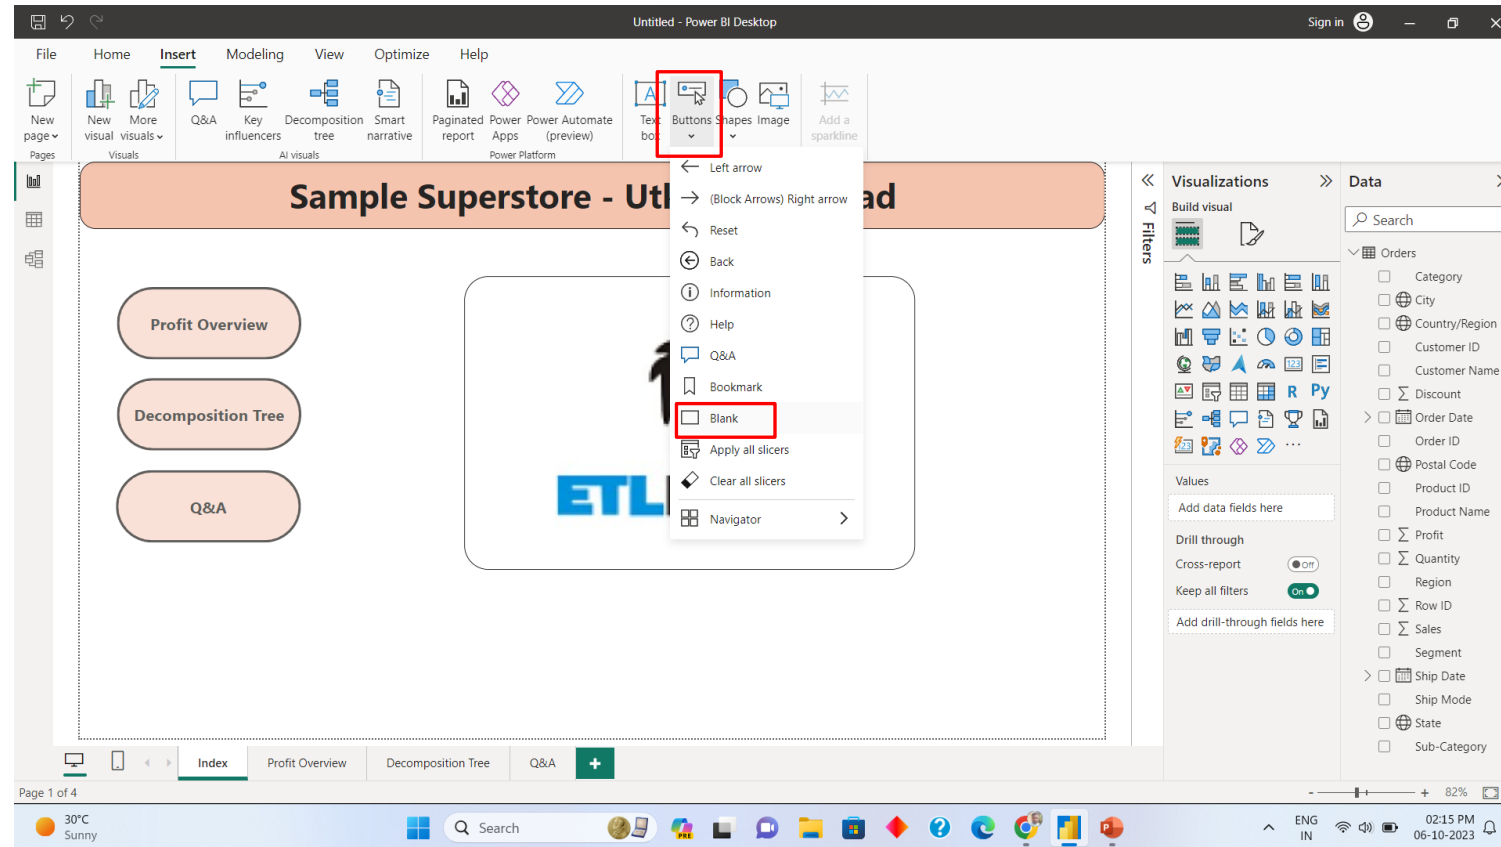 Untitled - Power BI Desktop
Sign in
File Home Insert Modeling View Optimize Help
New page
New visual
More visuals
Q&A
Key influencers
Decomposition tree
Smart narrative
Paginated report
Power Apps
Power Automate (preview)
Text
Buttons
Shapes
Image
Add a sparkline
Pages
Visuals
AI visuals
Power Platform
Sample Superstore -
Profit Overview
Decomposition Tree
Q&A
Left arrow
(Block Arrows) Right arrow
Reset
Back
Information
Help
Q&A
Bookmark
Blank
Apply all slicers
Clear all slicers
Navigator
Filters
Visualizations
Build visual
123
R Py
123
Values
Add data fields here
Drill through
Cross-report
Off
Keep all filters
On
Add drill-through fields here
Data
Search
Orders
Category
City
Country/Region
Customer ID
Customer Name
Discount
Order Date
Order ID
Postal Code
Product ID
Product Name
Profit
Quantity
Region
Row ID
Sales
Segment
Ship Date
Ship Mode
State
Sub-Category
Index
Profit Overview
Decomposition Tree
Q&A
+
Page 1 of 4
- + 82%
30°C
Sunny
Search
PRE
ENG
IN
02:15 PM
06-10-2023